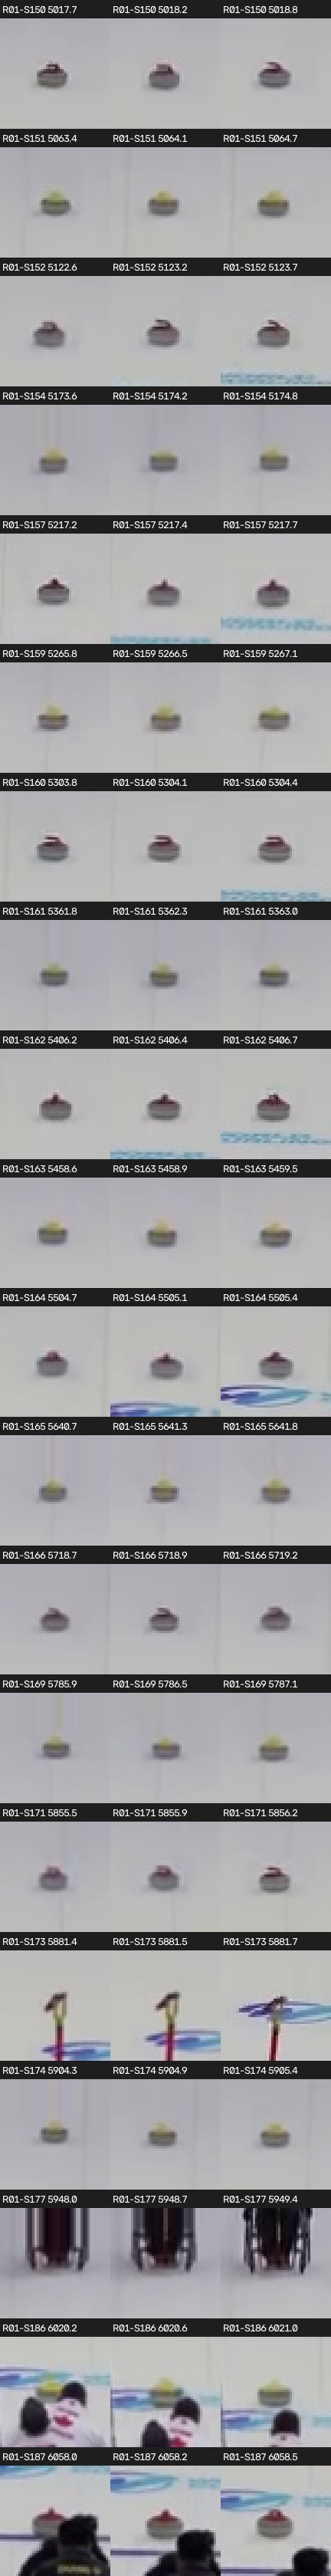 R01-S150 5017.7 R01-S150 5018.2 R01-S150 5018.8
R01-S151 5063.4 R01-S151 5064.1 R01-S151 5064.7
R01-S152 5122.6 R01-S152 5123.2 R01-S152 5123.7
R01-S154 5173.6 R01-S154 5174.2 R01-S154 5174.8
R01-S157 5217.2 R01-S157 5217.4 R01-S157 5217.7
R01-S159 5265.8 R01-S159 5266.5 R01-S159 5267.1
R01-S160 5303.8 R01-S160 5304.1 R01-S160 5304.4
R01-S161 5361.8 R01-S161 5362.3 R01-S161 5363.0
R01-S162 5406.2 R01-S162 5406.4 R01-S162 5406.7
R01-S163 5458.6 R01-S163 5458.9 R01-S163 5459.5
R01-S164 5504.7 R01-S164 5505.1 R01-S164 5505.4
R01-S165 5640.7 R01-S165 5641.3 R01-S165 5641.8
R01-S166 5718.7 R01-S166 5718.9 R01-S166 5719.2
R01-S169 5785.9 R01-S169 5786.5 R01-S169 5787.1
R01-S171 5855.5 R01-S171 5855.9 R01-S171 5856.2
R01-S173 5881.4 R01-S173 5881.5 R01-S173 5881.7
R01-S174 5904.3 R01-S174 5904.9 R01-S174 5905.4
R01-S177 5948.0 R01-S177 5948.7 R01-S177 5949.4
R01-S186 6020.2 R01-S186 6020.6 R01-S186 6021.0
R01-S187 6058.0 R01-S187 6058.2 R01-S187 6058.5